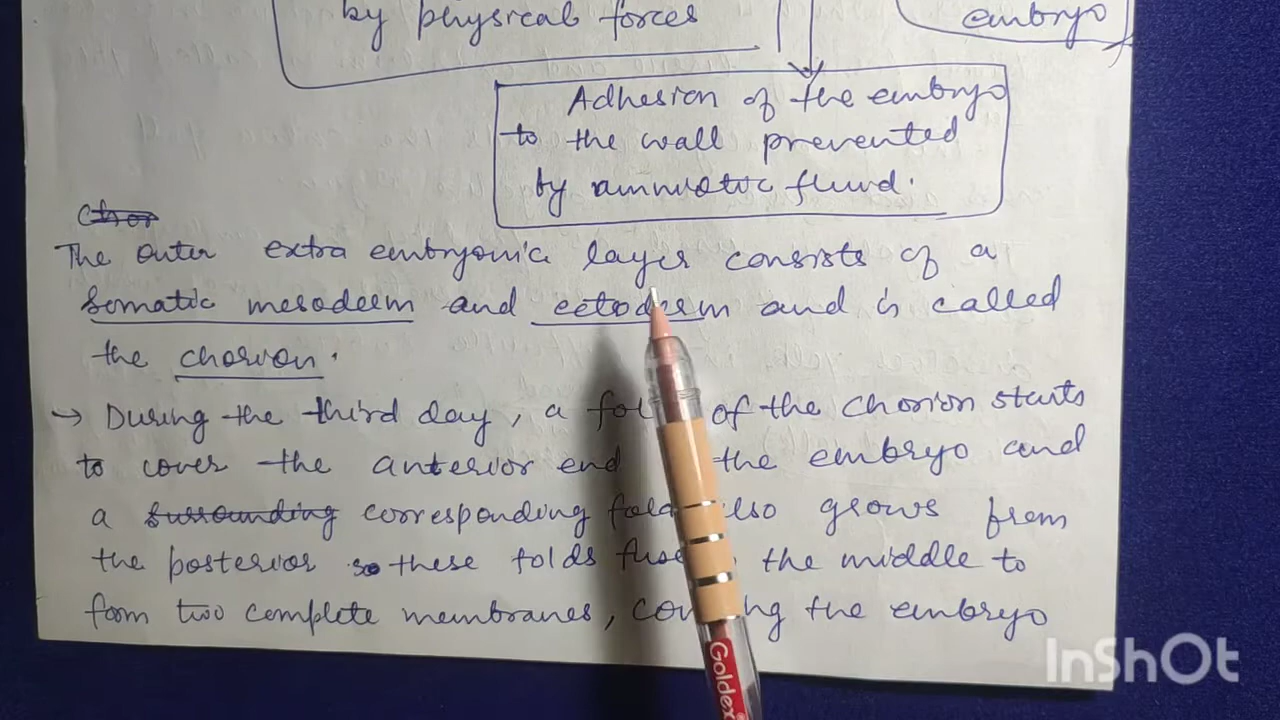 by physical forces
embryo
Adhesion of the embryo
to the wall prevented
by amniotic fluid.
Chor
The outer extra embryonic layer consists of a
somatic mesoderm and ectoderm and is called
the chorion.
→ During the third day, a fol of the chorion starts
to cover the anterior end the embryo and
a surrounding corresponding fold also grows from
the posterior so these folds fuse the middle to
form two complete membranes, the embryo
Goldex
InShOt